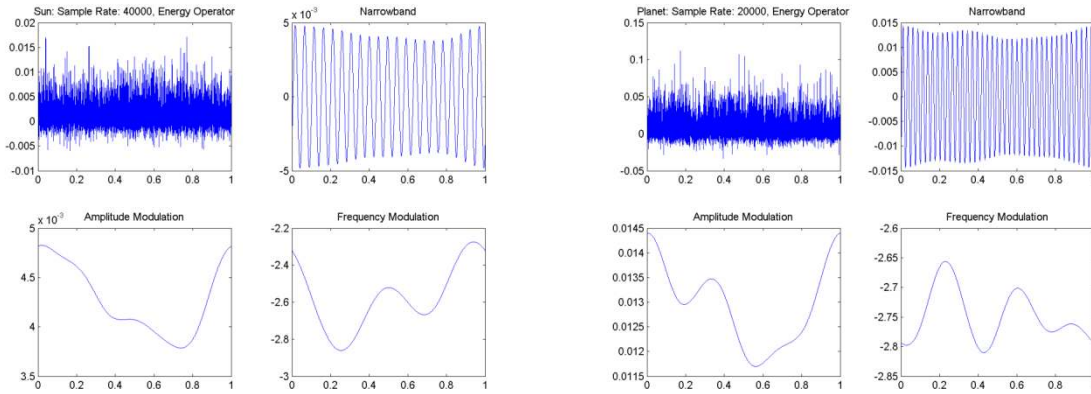 Sun: Sample Rate: 40000, Energy Operator
0.02
0.015
0.01
0.005
0
-0.005
-0.01
0 0.2 0.4 0.6 0.8 1
Narrowband
5 x 10⁻³
0
-5
0 0.2 0.4 0.6 0.8 1
Planet: Sample Rate: 20000, Energy Operator
0.15
0.1
0.05
0
-0.05
0 0.2 0.4 0.6 0.8 1
Narrowband
0.015
0.01
0.005
0
-0.005
-0.01
-0.015
0 0.2 0.4 0.6 0.8 1
Amplitude Modulation
5 x 10⁻³
4.5
4
3.5
0 0.2 0.4 0.6 0.8 1
Frequency Modulation
-2.2
-2.4
-2.6
-2.8
-3
0 0.2 0.4 0.6 0.8 1
Amplitude Modulation
0.0145
0.014
0.0135
0.013
0.0125
0.012
0.0115
0 0.2 0.4 0.6 0.8 1
Frequency Modulation
-2.6
-2.65
-2.7
-2.75
-2.8
-2.85
0 0.2 0.4 0.6 0.8 1